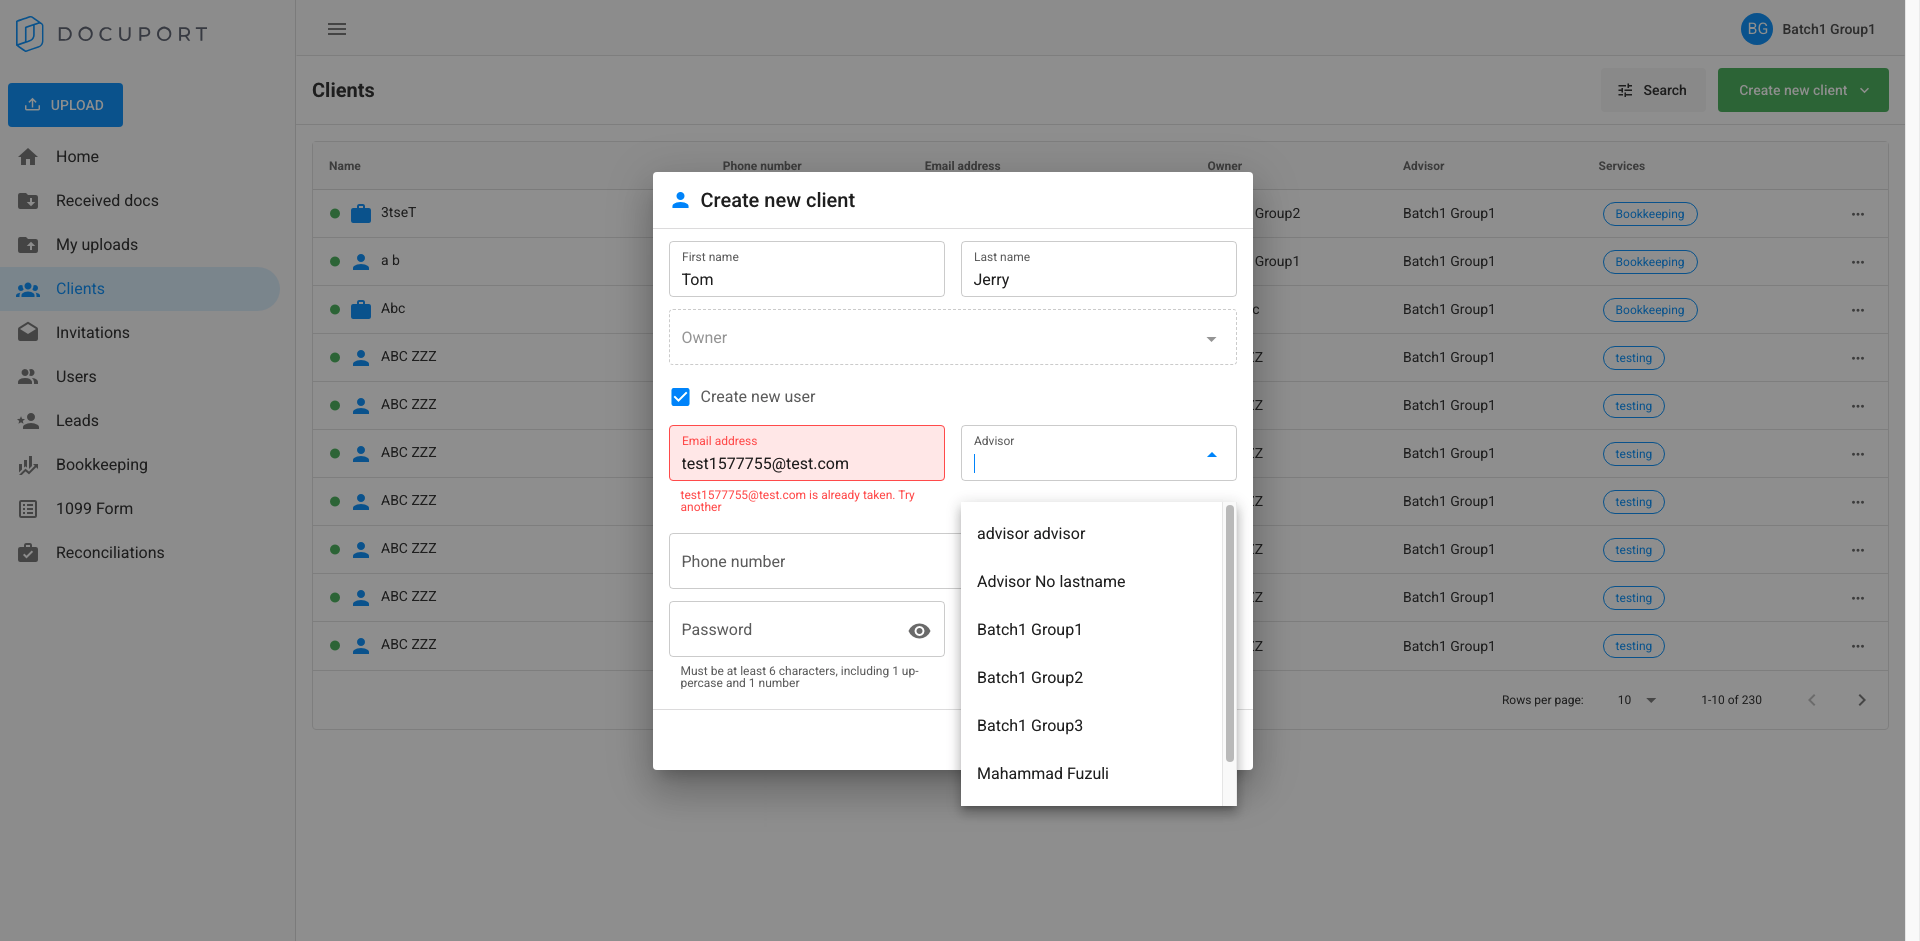 DOCUPORT
BG Batch1 Group1
UPLOAD
Home
Received docs
My uploads
Clients
Invitations
Users
Leads
Bookkeeping
1099 Form
Reconciliations
Clients
Search
Create new client
Name Phone number Email address Owner Advisor Services
3tseT Group2 Batch1 Group1 Bookkeeping
a b Group1 Batch1 Group1 Bookkeeping
Abc c Batch1 Group1 Bookkeeping
ABC ZZZ Z Batch1 Group1 testing
ABC ZZZ Z Batch1 Group1 testing
ABC ZZZ Z Batch1 Group1 testing
ABC ZZZ Z Batch1 Group1 testing
ABC ZZZ Z Batch1 Group1 testing
ABC ZZZ Z Batch1 Group1 testing
ABC ZZZ Z Batch1 Group1 testing
Rows per page: 10 1-10 of 230
Create new client
First name
Tom
Last name
Jerry
Owner
Create new user
Email address
test1577755@test.com
test1577755@test.com is already taken. Try
another
Advisor
advisor advisor
Advisor No lastname
Batch1 Group1
Batch1 Group2
Batch1 Group3
Mahammad Fuzuli
Phone number
Password
Must be at least 6 characters, including 1 up-
percase and 1 number